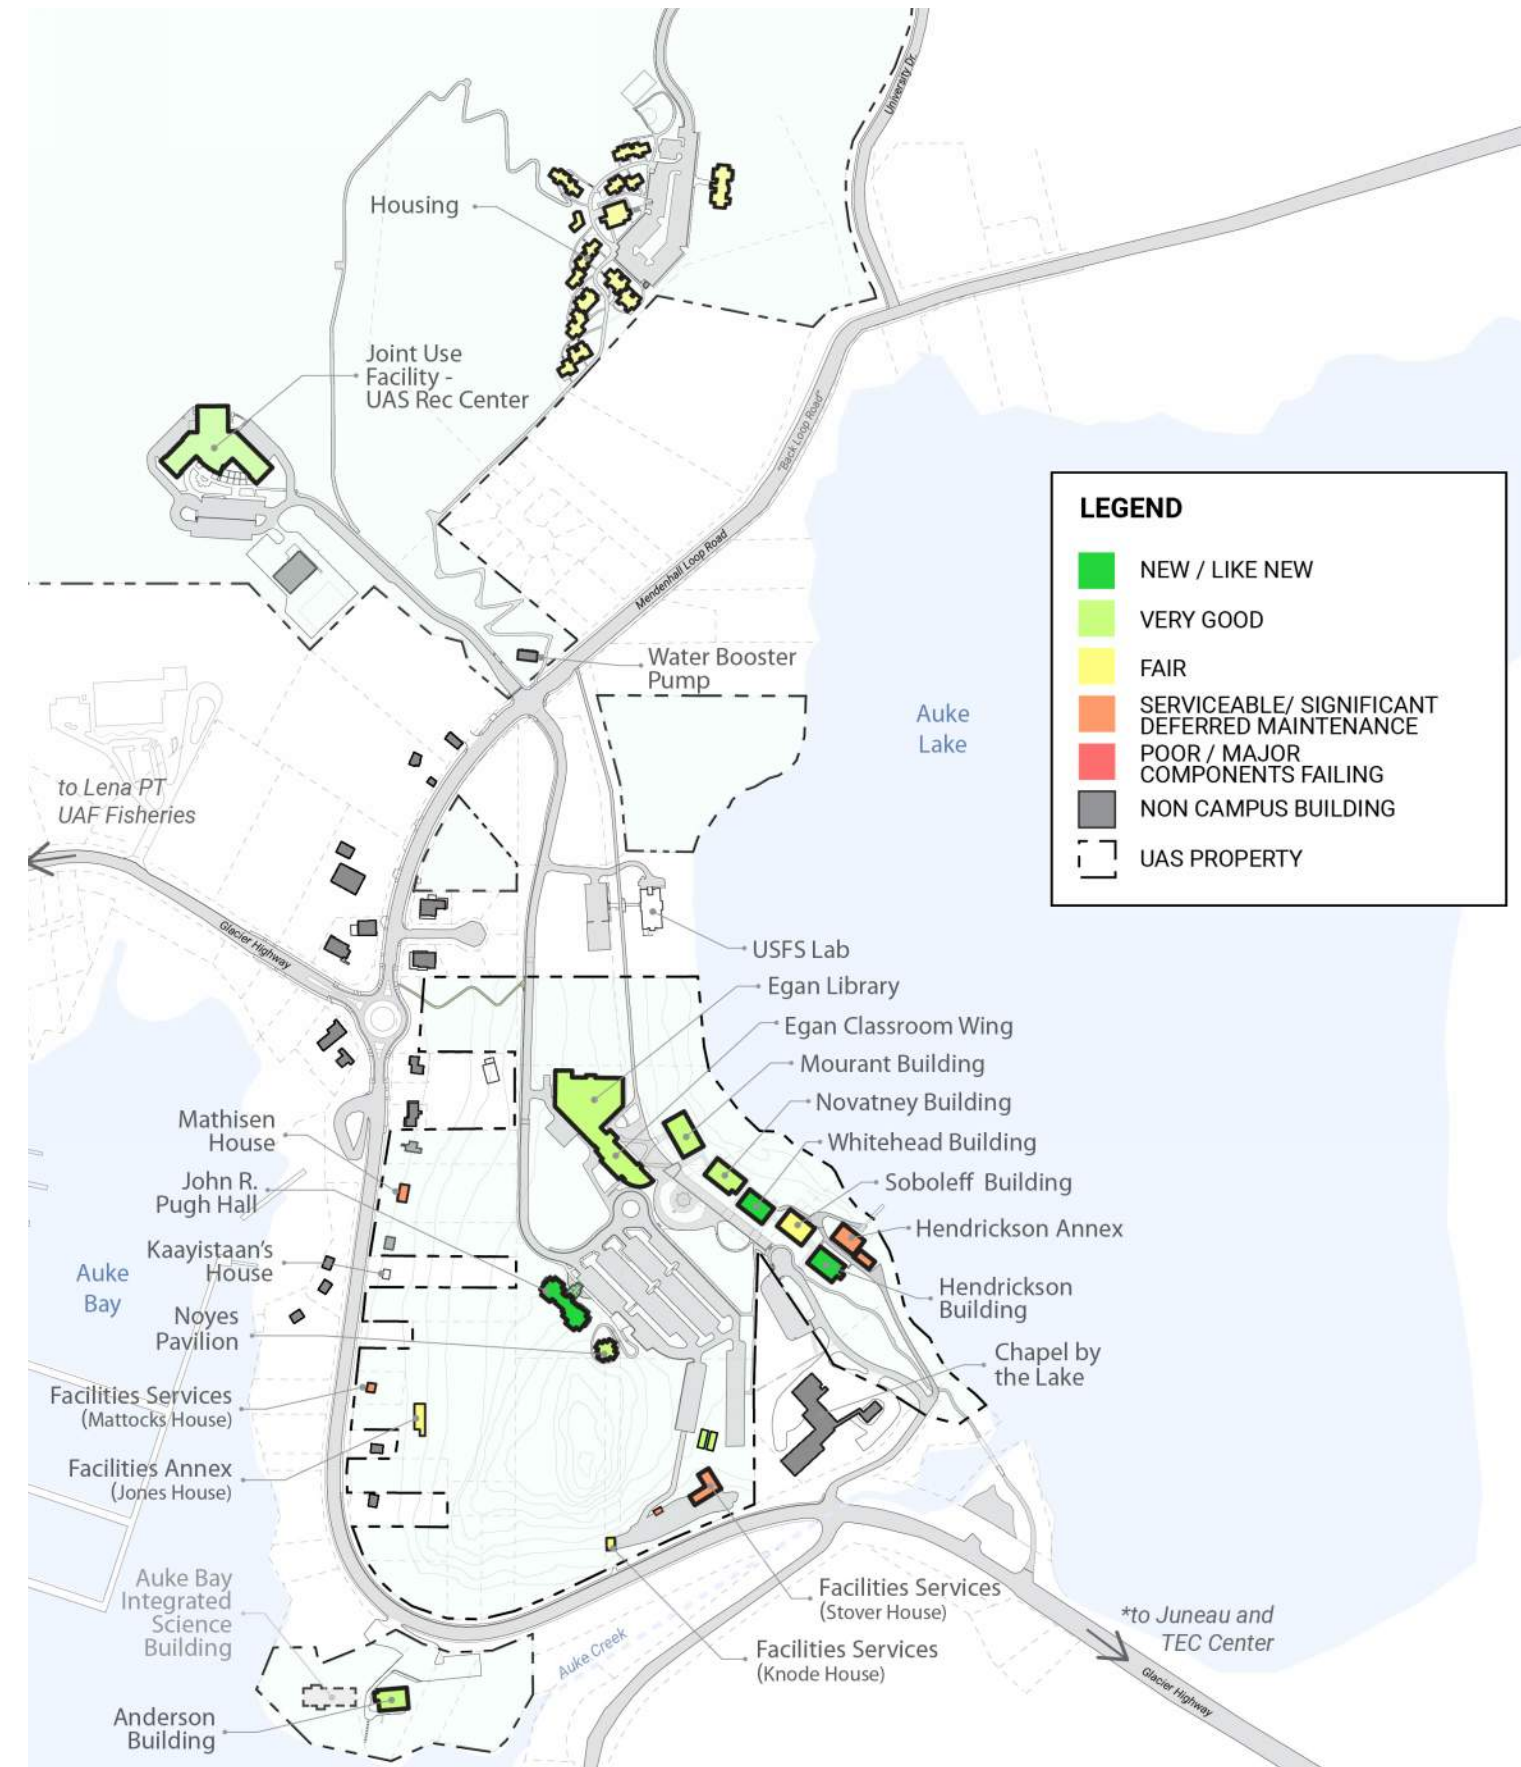 University Dr.
Housing
Joint Use
Facility -
UAS Rec Center
"Back Loop Road"
Mendenhall Loop Road
LEGEND
NEW / LIKE NEW
VERY GOOD
FAIR
SERVICEABLE/ SIGNIFICANT
DEFERRED MAINTENANCE
POOR / MAJOR
COMPONENTS FAILING
NON CAMPUS BUILDING
UAS PROPERTY
Water Booster
Pump
Auke
Lake
to Lena PT
UAF Fisheries
Glacier Highway
USFS Lab
Egan Library
Egan Classroom Wing
Mourant Building
Novatney Building
Whitehead Building
Soboleff Building
Hendrickson Annex
Hendrickson
Building
Chapel by
the Lake
Mathisen
House
John R.
Pugh Hall
Kaayistaan's
House
Auke
Bay
Noyes
Pavilion
Facilities Services
(Mattocks House)
Facilities Annex
(Jones House)
Auke Bay
Integrated
Science
Building
Anderson
Building
Auke Creek
Facilities Services
(Stover House)
Facilities Services
(Knode House)
*to Juneau and
TEC Center
Glacier Highway